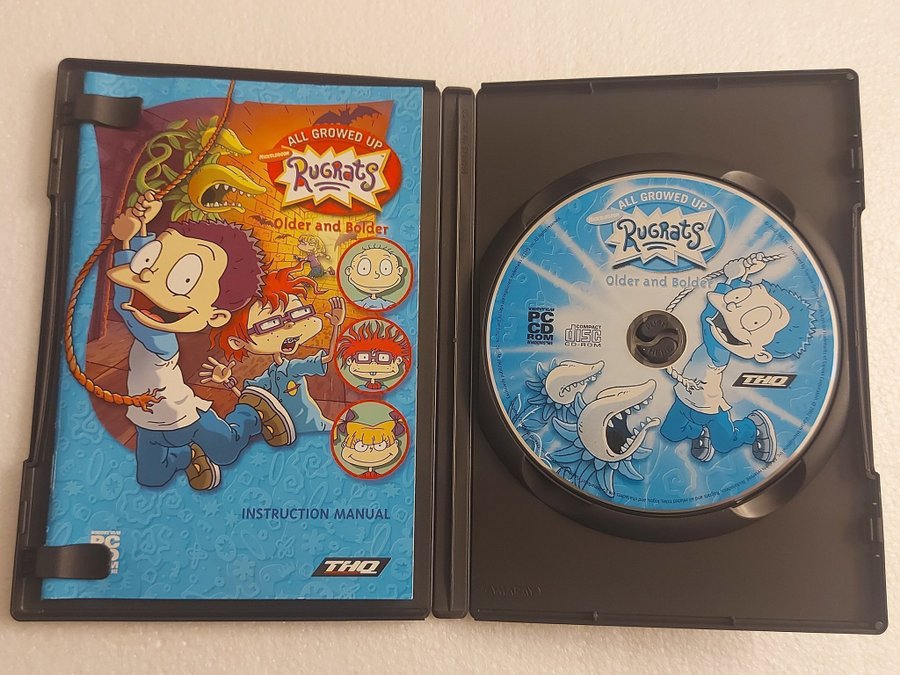 ALL GROWED UP
NICKELODEON
RUGRATS
Older and Bolder
INSTRUCTION MANUAL
PC
THQ
ALL GROWED UP
NICKELODEON
RUGRATS
Older and Bolder
PC
CD
ROM
COMPACT
disc
CD-ROM
THQ